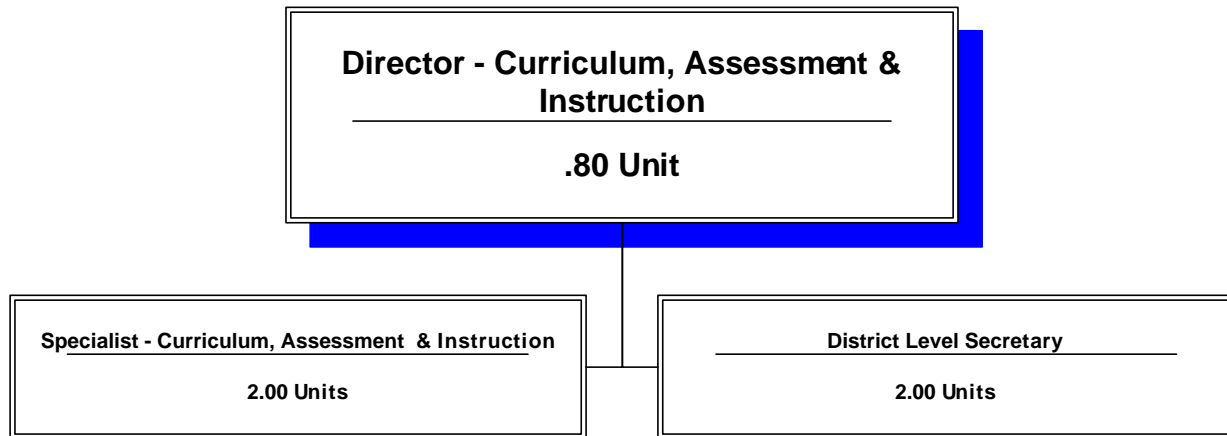 Director - Curriculum, Assessment &
Instruction
.80 Unit
Specialist - Curriculum, Assessment & Instruction
2.00 Units
District Level Secretary
2.00 Units